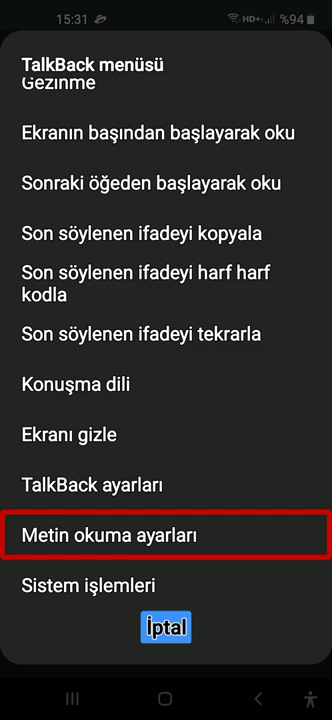 15:31 HD+ %94
TalkBack menüsü
Gezinme
Ekranın başından başlayarak oku
Sonraki öğeden başlayarak oku
Son söylenen ifadeyi kopyala
Son söylenen ifadeyi harf harf
kodla
Son söylenen ifadeyi tekrarla
Konuşma dili
Ekranı gizle
TalkBack ayarları
Metin okuma ayarları
Sistem işlemleri
İptal